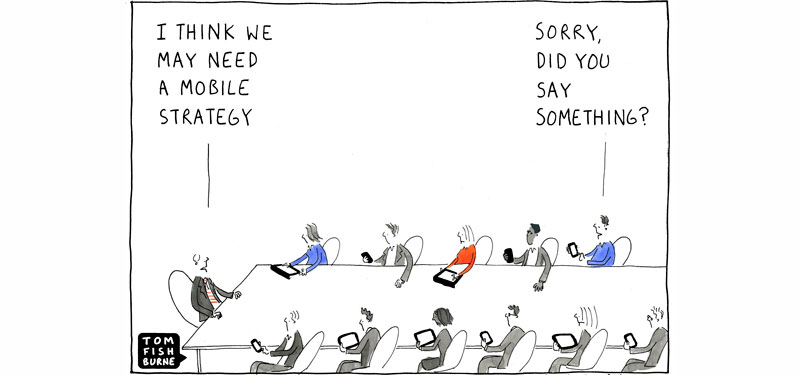 I THINK WE
MAY NEED
A MOBILE
STRATEGY
SORRY,
DID YOU
SAY
SOMETHING?
TOM
FISH
BURNE